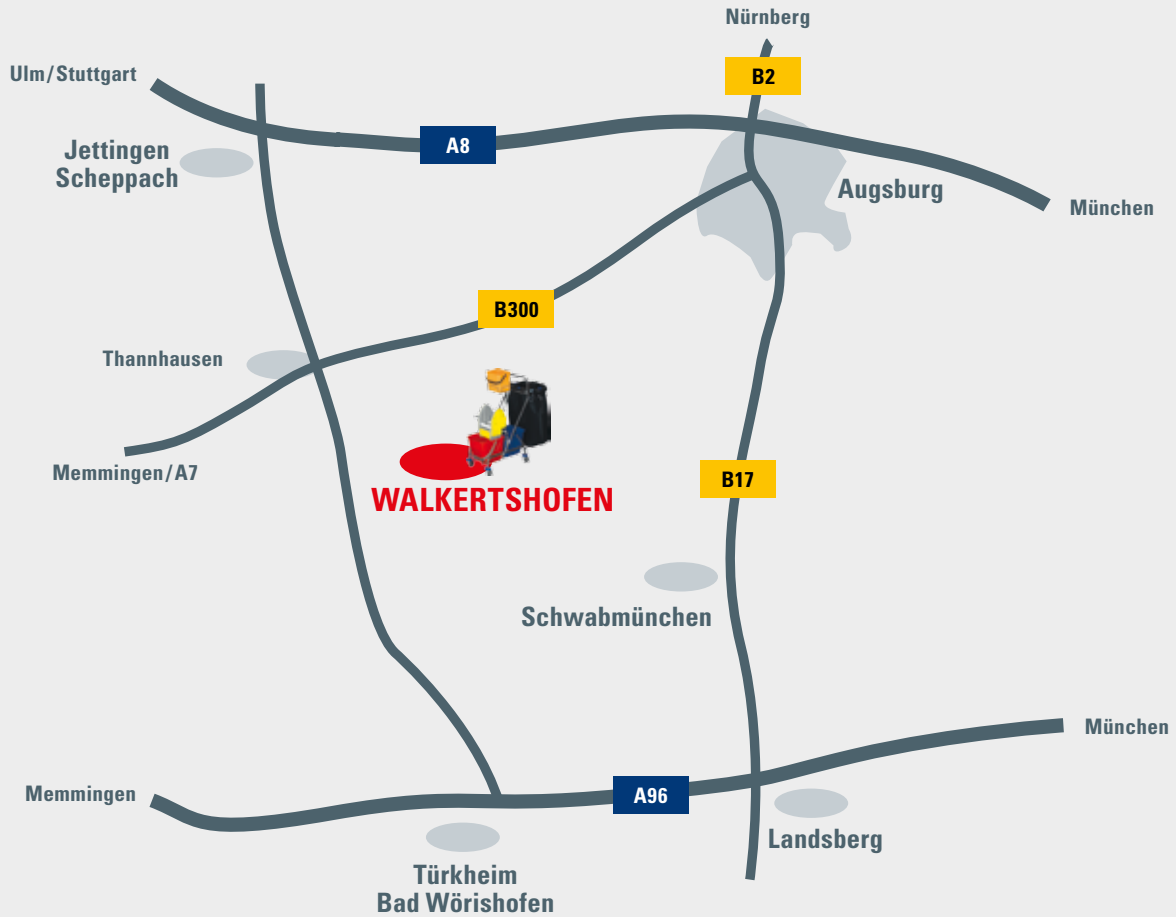 Nürnberg
Ulm/Stuttgart
B2
A8
Jettingen
Scheppach
Augsburg
München
B300
Thannhausen
Memmingen/A7
B17
WALKERTSHOFEN
Schwabmünchen
München
Memmingen
A96
Landsberg
Türkheim
Bad Wörishofen